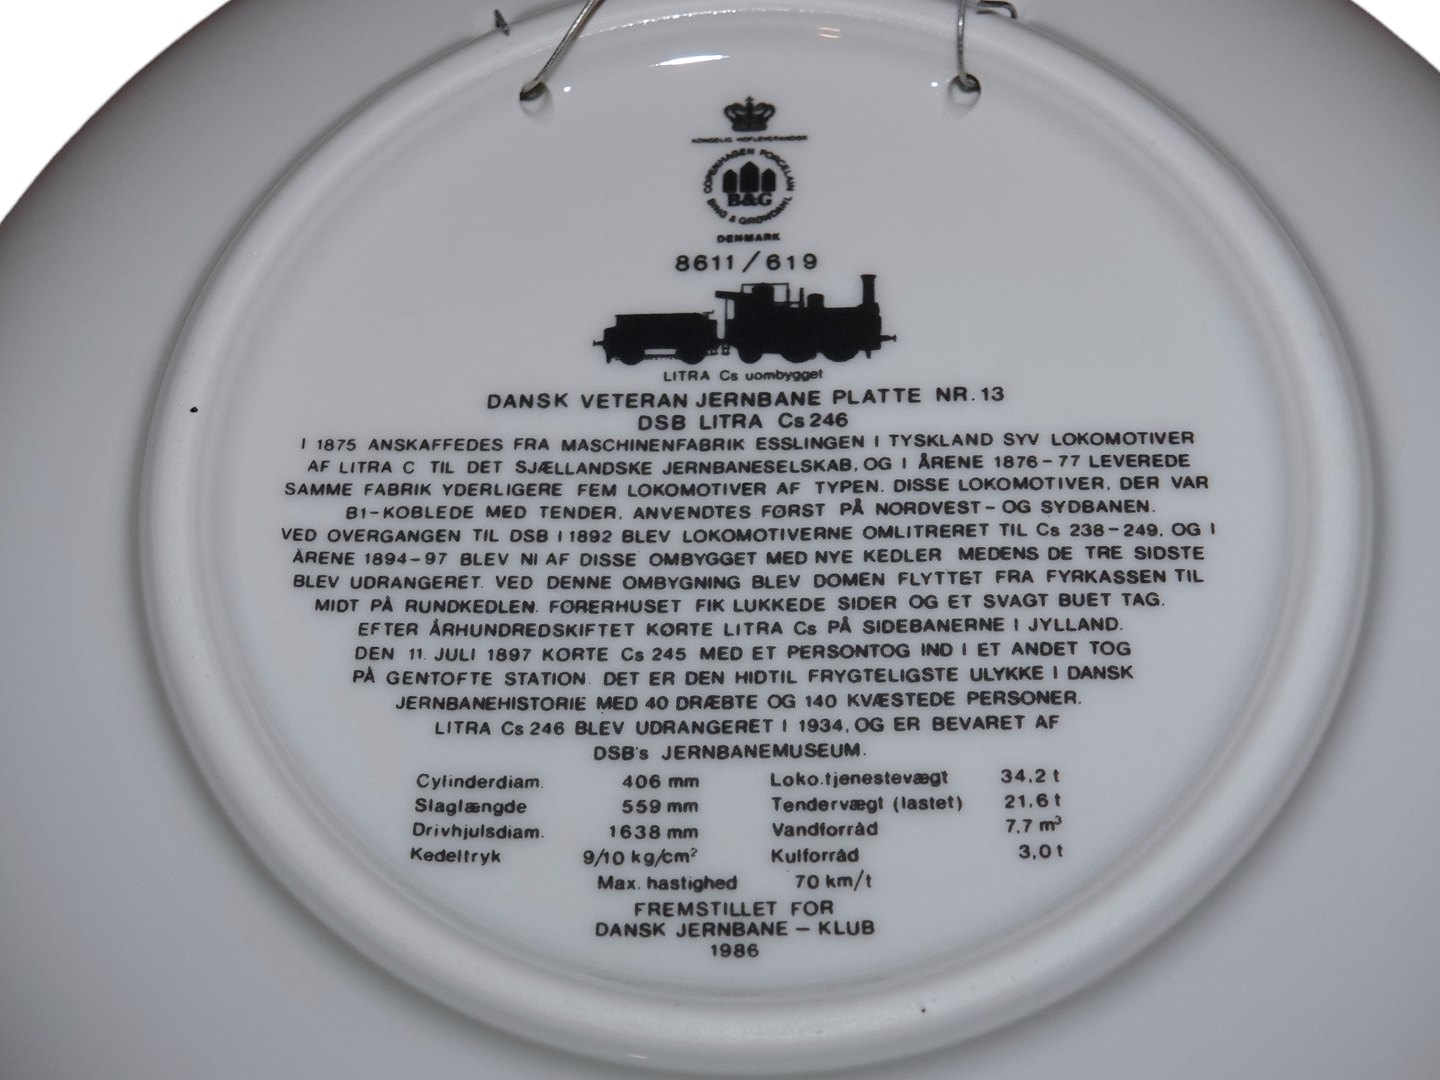 KONGELIG HOFLEVERANDØR
COPENHAGEN PORCELAIN
B&G
BING & GRØNDAHL
DENMARK
8611/619
LITRA Cs uombygget
DANSK VETERAN JERNBANE PLATTE NR. 13
DSB LITRA Cs 246
I 1875 ANSKAFFEDES FRA MASCHINENFABRIK ESSLINGEN I TYSKLAND SYV LOKOMOTIVER
AF LITRA C TIL DET SJÆLLANDSKE JERNBANESELSKAB, OG I ÅRENE 1876-77 LEVEREDE
SAMME FABRIK YDERLIGERE FEM LOKOMOTIVER AF TYPEN. DISSE LOKOMOTIVER, DER VAR
B1-KOBLEDE MED TENDER, ANVENDTES FØRST PÅ NORDVEST- OG SYDBANEN.
VED OVERGANGEN TIL DSB I 1892 BLEV LOKOMOTIVERNE OMLITRERET TIL Cs 238-249, OG I
ÅRENE 1894-97 BLEV NI AF DISSE OMBYGGET MED NYE KEDLER MEDENS DE TRE SIDSTE
BLEV UDRANGERET. VED DENNE OMBYGNING BLEV DOMEN FLYTTET FRA FYRKASSEN TIL
MIDT PÅ RUNDKEDLEN. FØRERHUSET FIK LUKKEDE SIDER OG ET SVAGT BUET TAG.
EFTER ÅRHUNDREDSKIFTET KØRTE LITRA Cs PÅ SIDEBANERNE I JYLLAND.
DEN 11. JULI 1897 KØRTE Cs 245 MED ET PERSONTOG IND I ET ANDET TOG
PÅ GENTOFTE STATION. DET ER DEN HIDTIL FRYGTELIGSTE ULYKKE I DANSK
JERNBANEHISTORIE MED 40 DRÆBTE OG 140 KVÆSTEDE PERSONER.
LITRA Cs 246 BLEV UDRANGERET I 1934, OG ER BEVARET AF
DSB's JERNBANEMUSEUM.
Cylinderdiam. 406 mm Loko.tjenestevægt 34,2 t
Slaglængde 559 mm Tendervægt (lastet) 21,6 t
Drivhjulsdiam. 1638 mm Vandforråd 7,7 m³
Kedeltryk 9/10 kg/cm² Kulforråd 3,0 t
Max. hastighed 70 km/t
FREMSTILLET FOR
DANSK JERNBANE - KLUB
1986